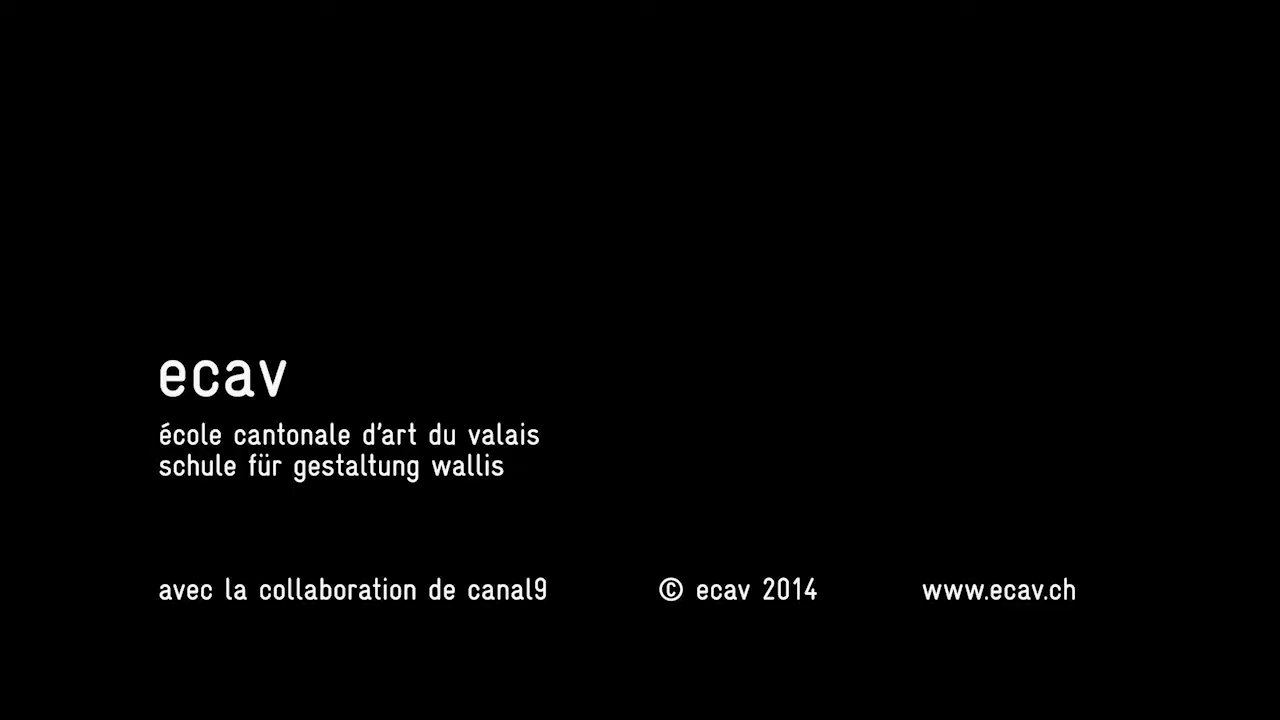 ecav
école cantonale d'art du valais
schule für gestaltung wallis
avec la collaboration de canal9 © ecav 2014 www.ecav.ch